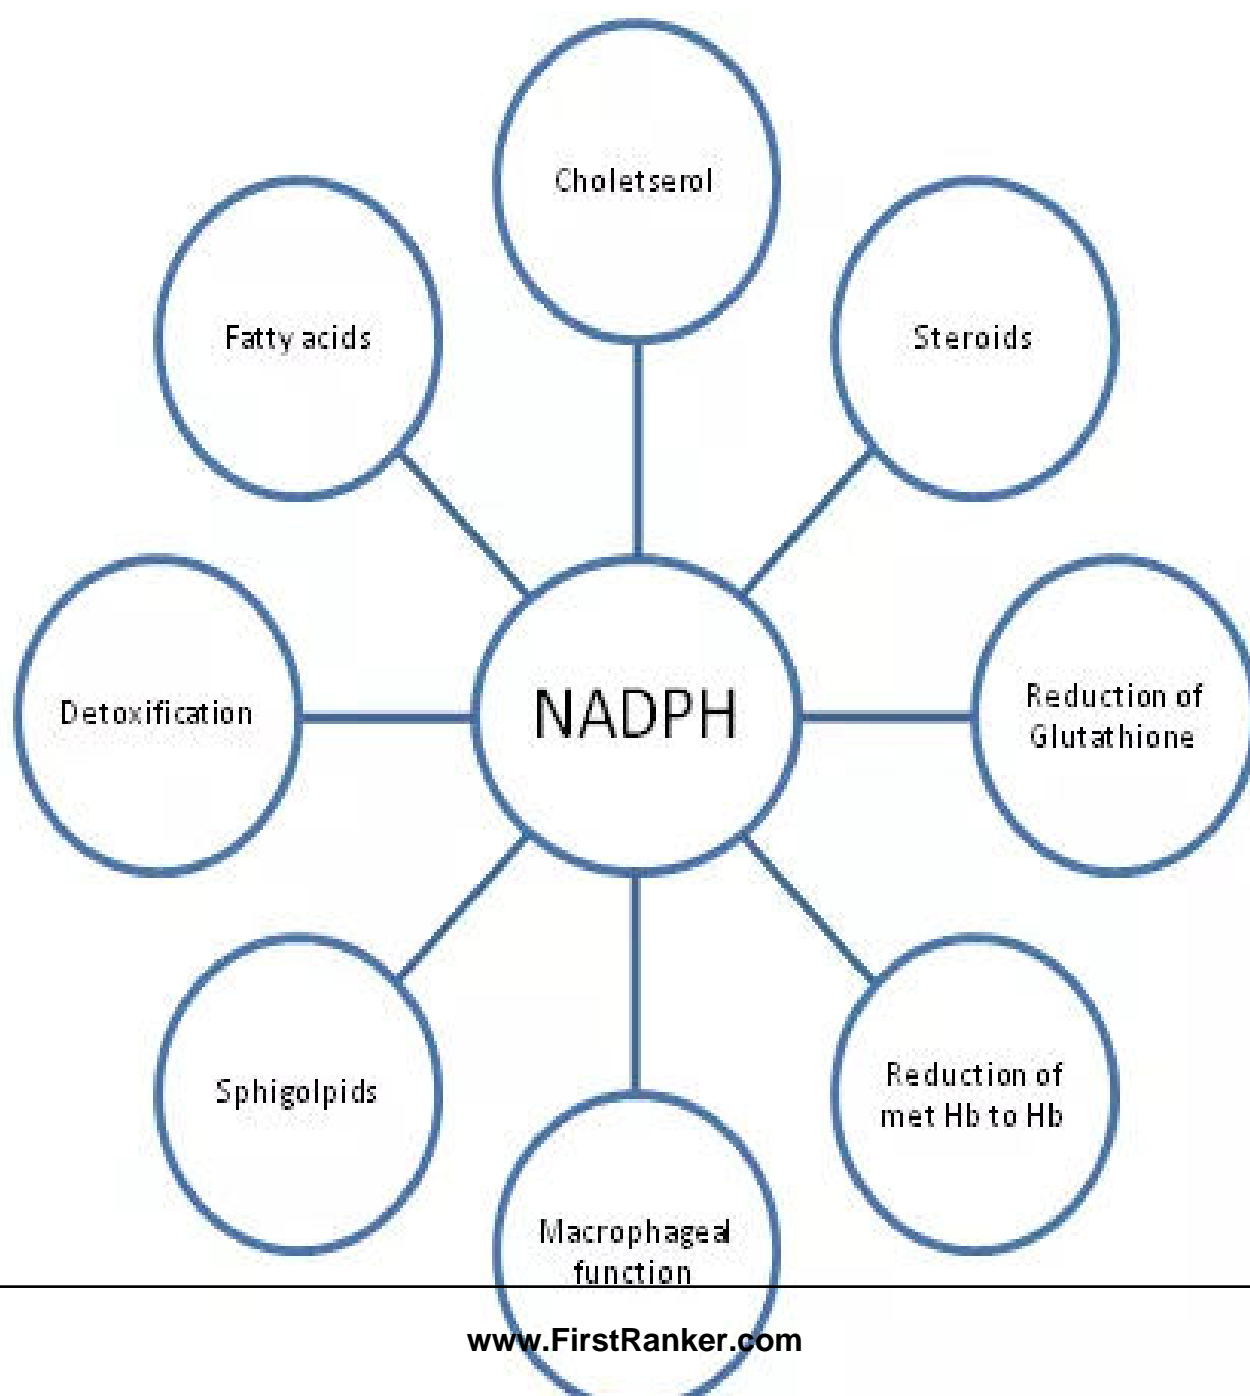 Choletserol
Fatty acids
Steroids
Detoxification
NADPH
Reduction of
Glutathione
Sphigolpids
Reduction of
met Hb to Hb
Macrophageal
function
www.FirstRanker.com